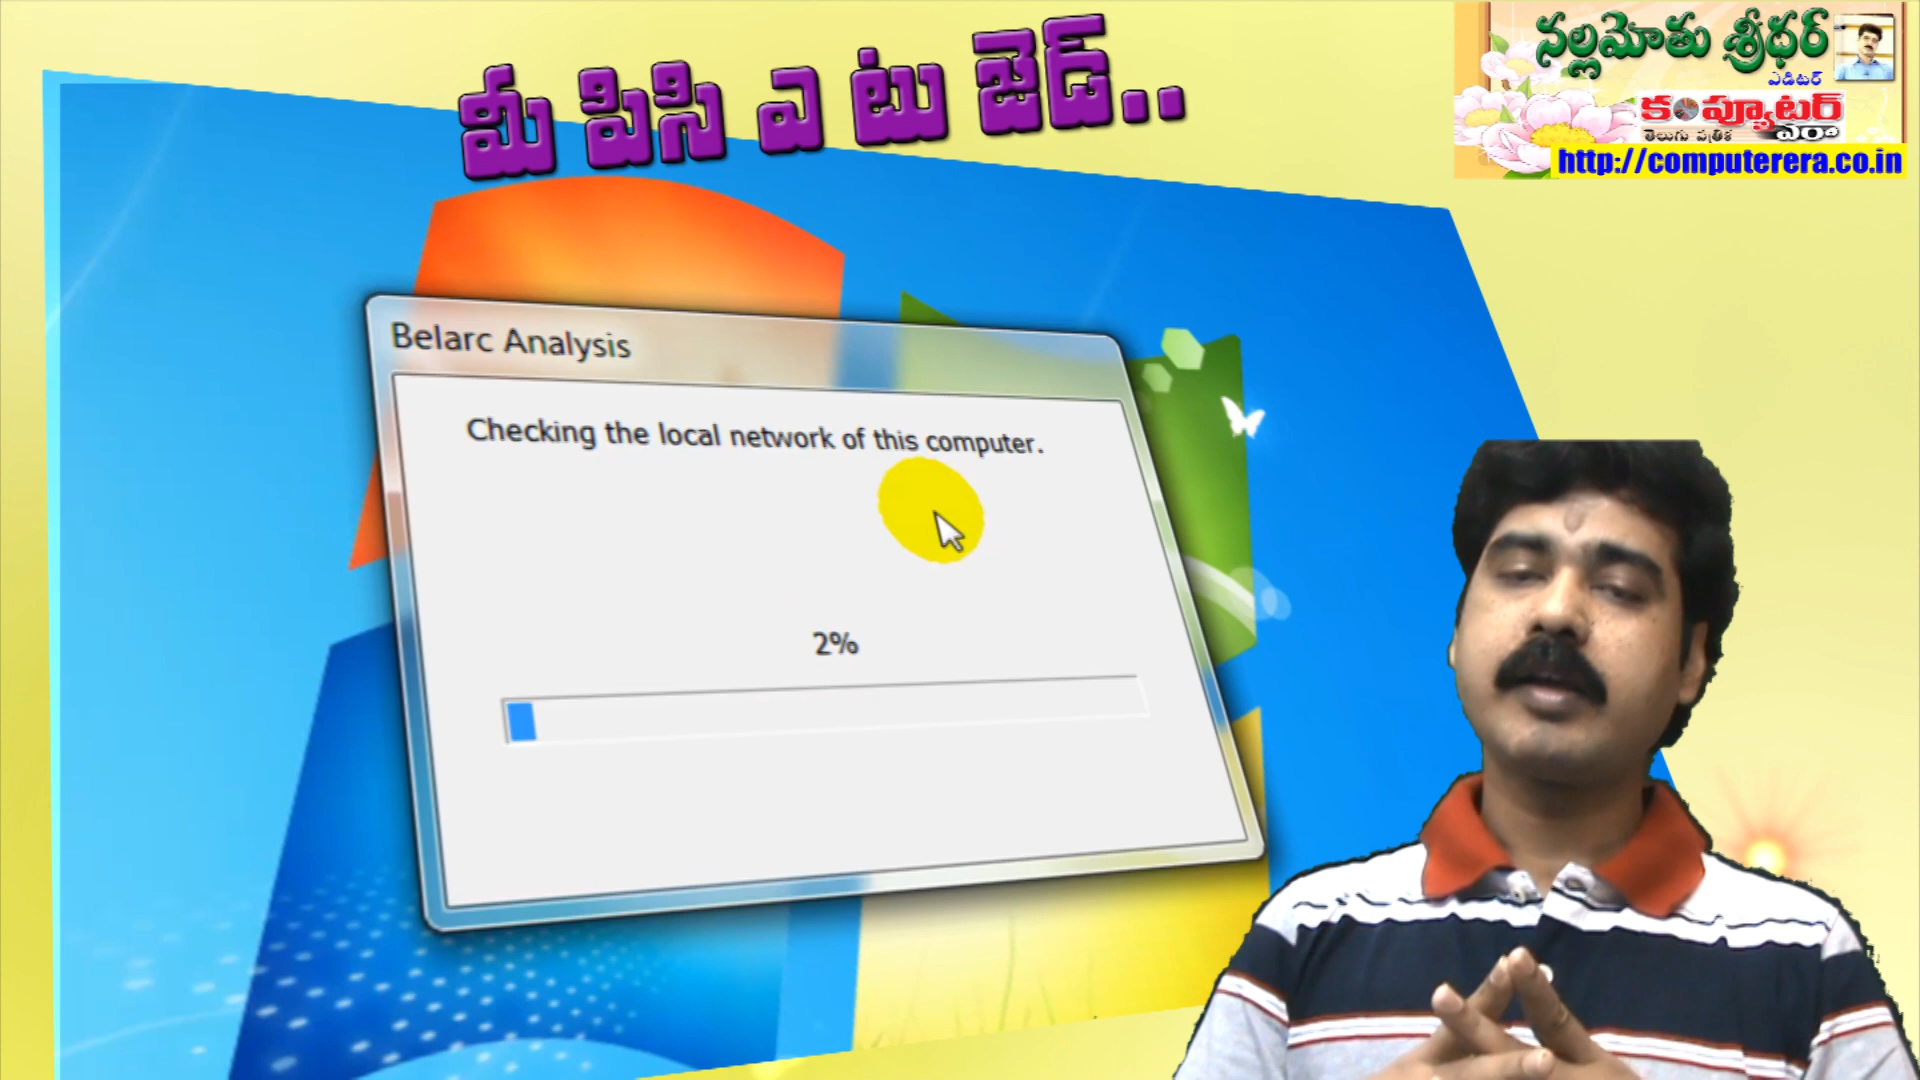 మీ పిసి ఎ టు జెడ్..
నల్లమోతు శ్రీధర్
ఎడిటర్
కంప్యూటర్
ఎరా
తెలుగు పత్రిక
http://computerera.co.in
Belarc Analysis
Checking the local network of this computer.
2%